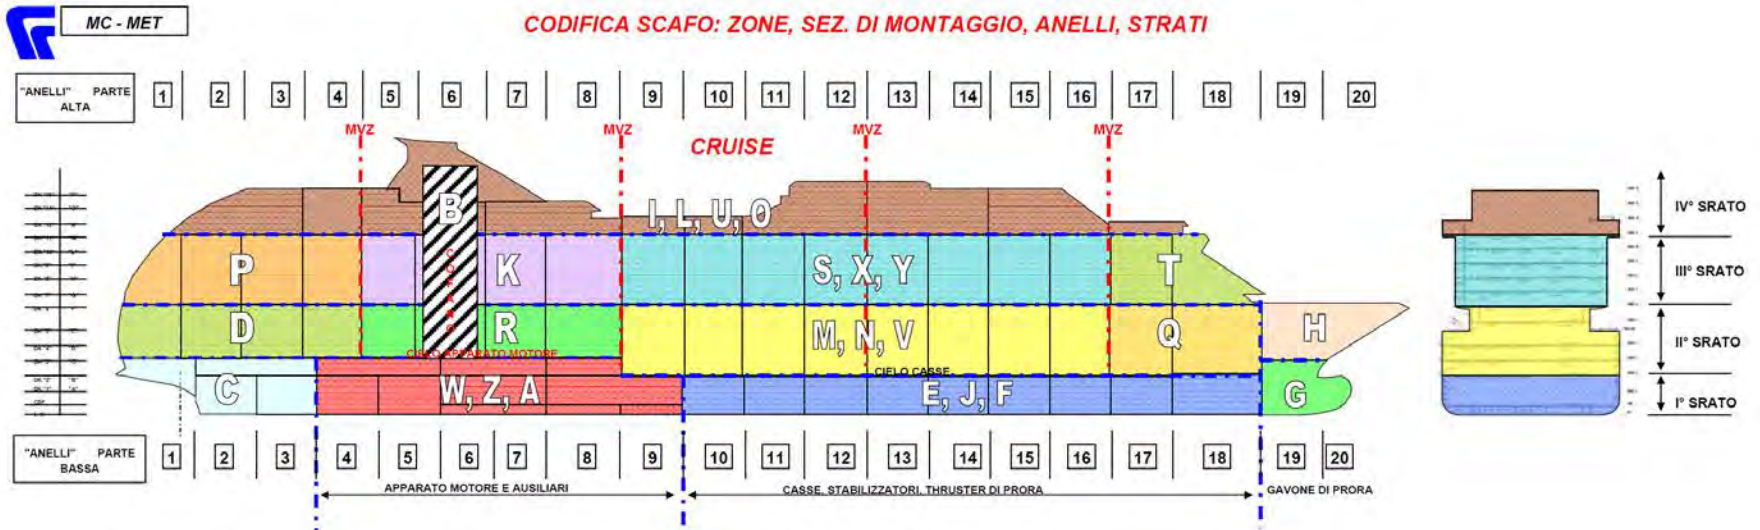 MC - MET
CODIFICA SCAFO: ZONE, SEZ. DI MONTAGGIO, ANELLI, STRATI
"ANELLI" PARTE
ALTA
1 2 3 4 5 6 7 8 9 10 11 12 13 14 15 16 17 18 19 20
MVZ MVZ MVZ MVZ
CRUISE
B
I, L, U, O
P
K
S, X, Y
T
COFANO
D
R
M, N, V
Q
H
CIELO APPARATO MOTORE
CIELO CASSE
C
W, Z, A
E, J, F
G
IV° SRATO
III° SRATO
II° SRATO
I° SRATO
"ANELLI" PARTE
BASSA
1 2 3 4 5 6 7 8 9 10 11 12 13 14 15 16 17 18 19 20
APPARATO MOTORE E AUSILIARI
CASSE, STABILIZZATORI, THRUSTER DI PRORA
GAVONE DI PRORA